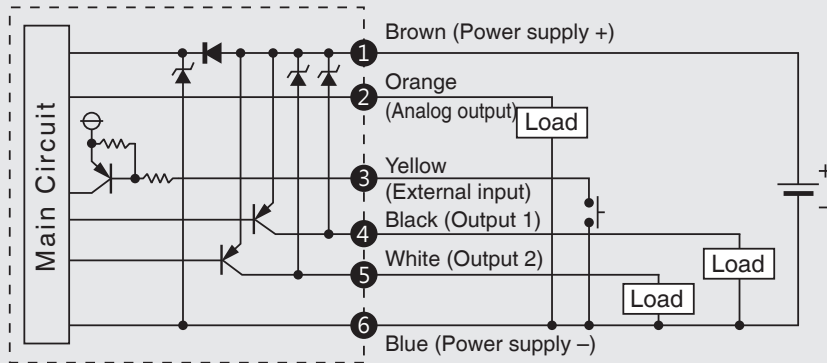 Main Circuit
1 Brown (Power supply +)
2 Orange
(Analog output)
Load
3 Yellow
(External input)
4 Black (Output 1)
5 White (Output 2)
Load
Load
6
Blue (Power supply –)
+
–